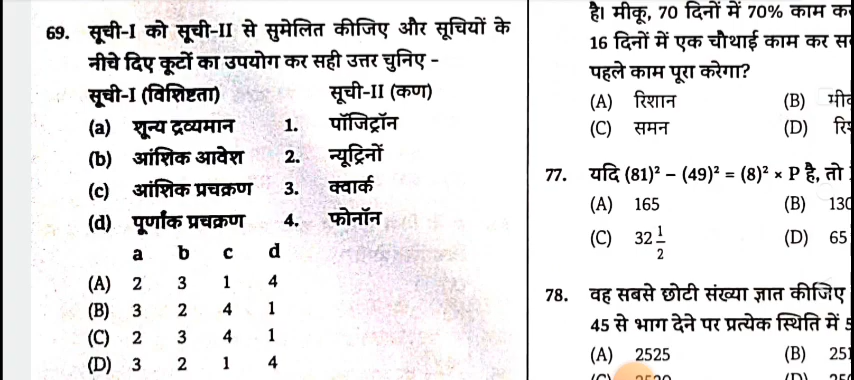 69. सूची-I को सूची-II से सुमेलित कीजिए और सूचियों के
नीचे दिए कूटों का उपयोग कर सही उत्तर चुनिए -
सूची-I (विशिष्टता) सूची-II (कण)
(a) शून्य द्रव्यमान 1. पॉजिट्रॉन
(b) आंशिक आवेश 2. न्यूट्रिनों
(c) आंशिक प्रचक्रण 3. क्वार्क
(d) पूर्णांक प्रचक्रण 4. फोनॉन
a b c d
(A) 2 3 1 4
(B) 3 2 4 1
(C) 2 3 4 1
(D) 3 2 1 4
है। मीकू, 70 दिनों में 70% काम
16 दिनों में एक चौथाई काम कर
पहले काम पूरा करेगा?
(A) रिशान (B)
(C) समन (D)
77. यदि (81)² – (49)² = (8)² × P है, तो
(A) 165 (B)
(C) 32 1/2 (D) 65
78. वह सबसे छोटी संख्या ज्ञात कीजिए
45 से भाग देने पर प्रत्येक स्थिति में
(A) 2525 (B)